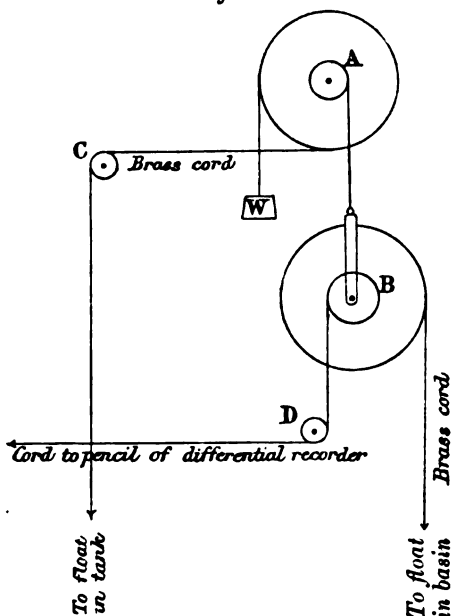 A
C
Brass cord
W
B
D
Cord to pencil of differential recorder
Brass cord
To float
in tank
To float
in basin